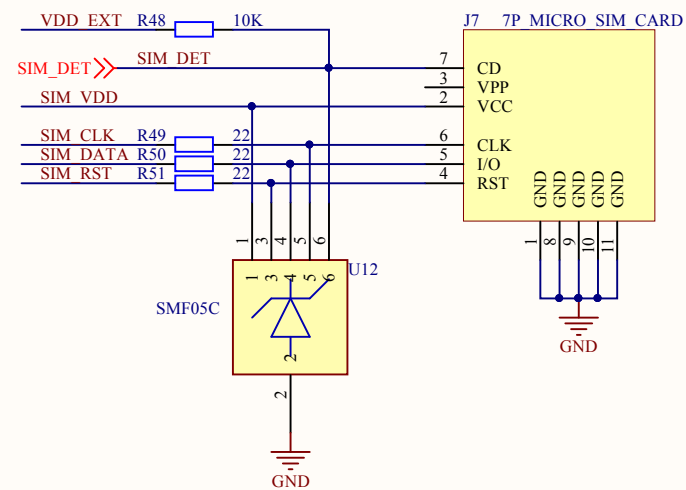 VDD_EXT R48 10K J7 7P_MICRO_SIM_CARD
SIM_DET SIM_DET 7 CD
3 VPP
SIM_VDD 2 VCC
SIM_CLK R49 22 6 CLK
SIM_DATA R50 22 5 I/O
SIM_RST R51 22 4 RST
GND GND GND GND GND
1 3 4 5 6 1 8 9 10 11
1 3 4 5 6 U12
SMF05C
GND
2
2
GND